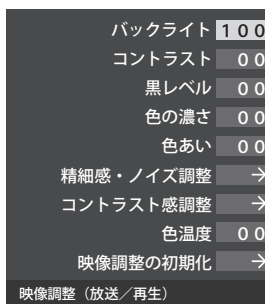 バックライト 100
コントラスト 00
黒レベル 00
色の濃さ 00
色あい 00
精細感・ノイズ調整 →
コントラスト感調整 →
色温度 00
映像調整の初期化 →
映像調整（放送／再生）